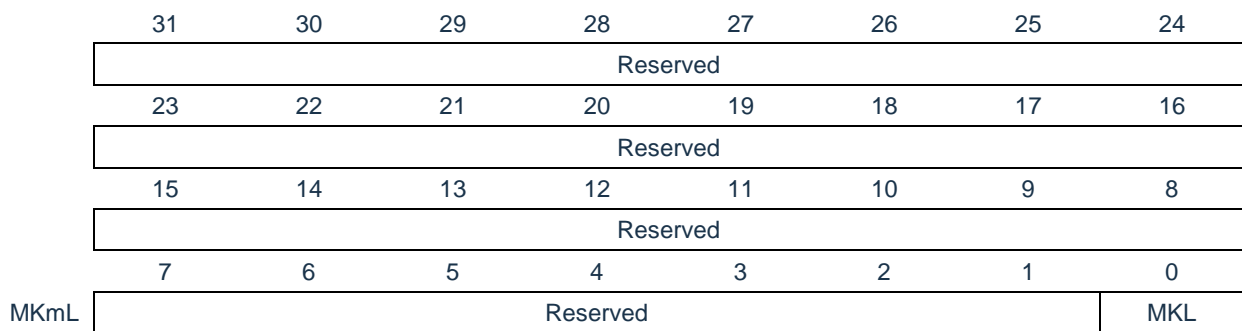 31 30 29 28 27 26 25 24
Reserved
23 22 21 20 19 18 17 16
Reserved
15 14 13 12 11 10 9 8
Reserved
7 6 5 4 3 2 1 0
MKmL Reserved MKL